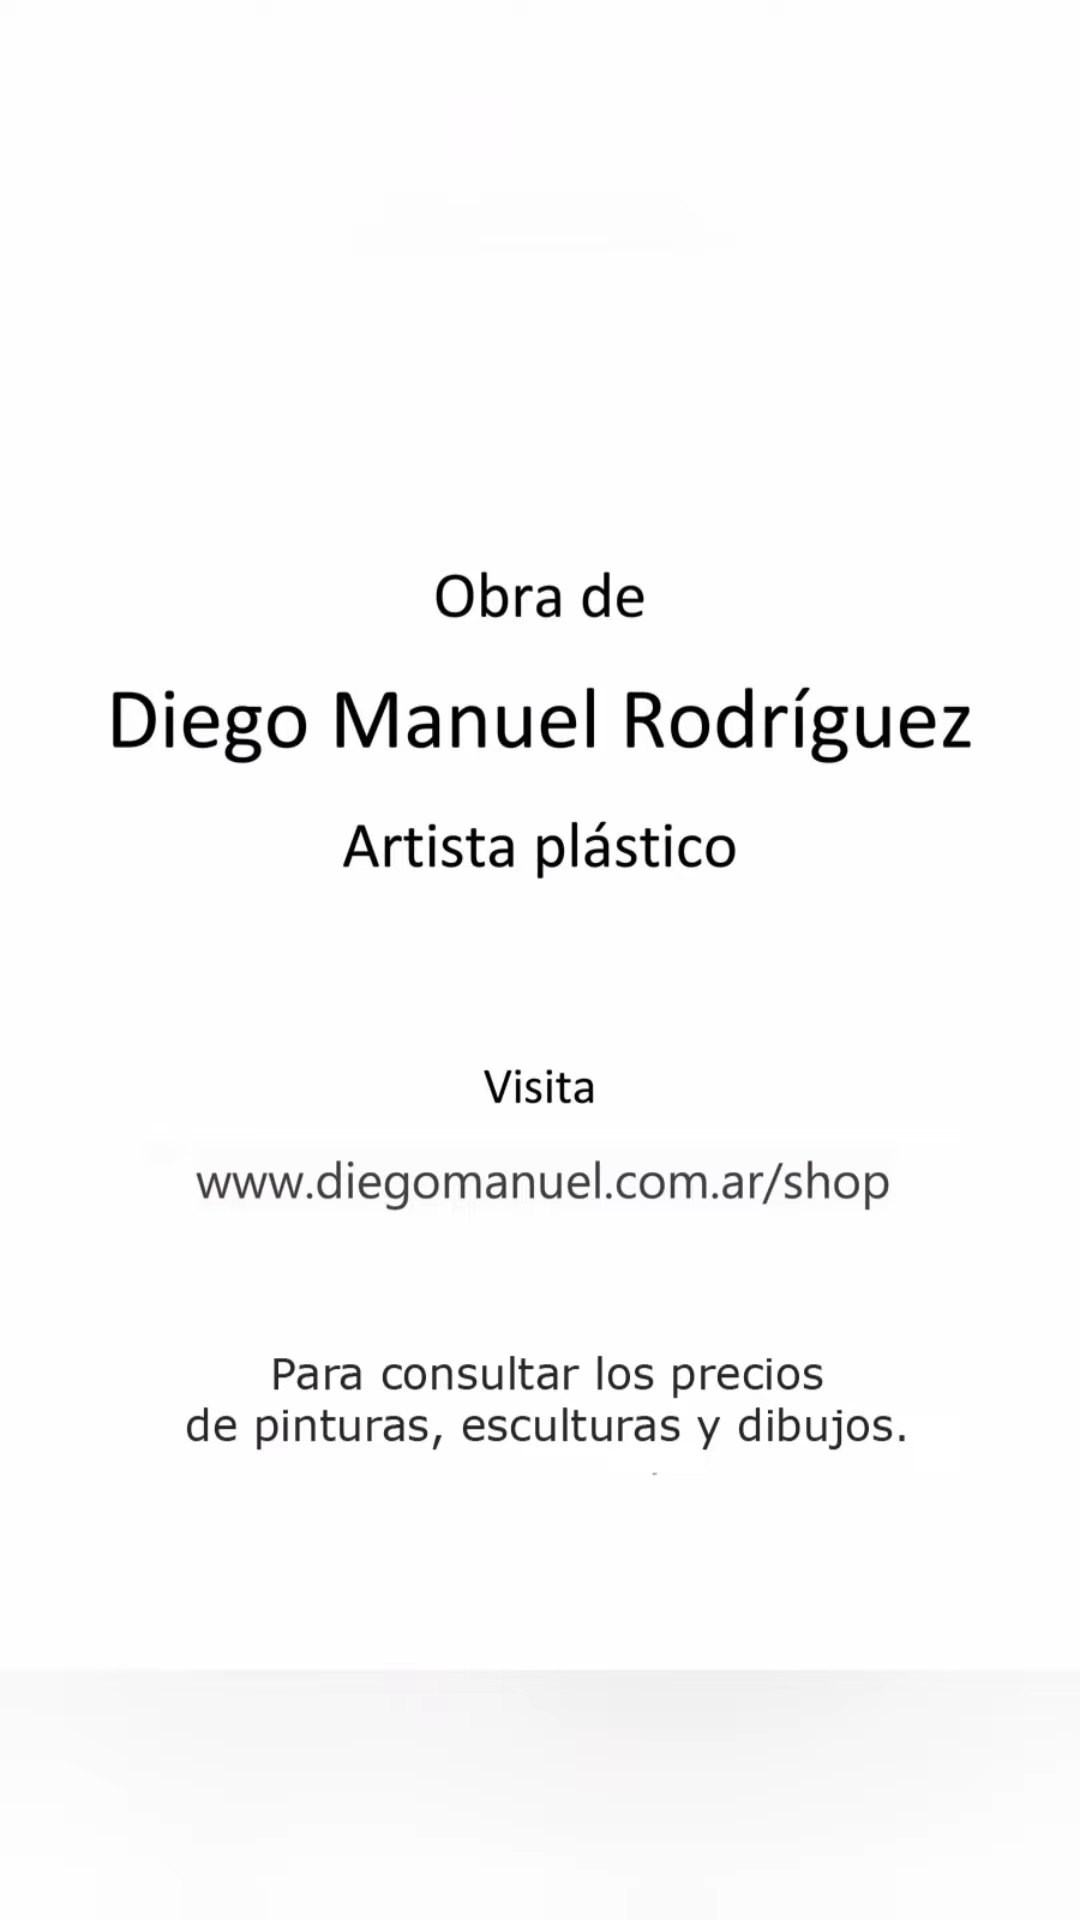 Obra de
Diego Manuel Rodríguez
Artista plástico
Visita
www.diegomanuel.com.ar/shop
Para consultar los precios
de pinturas, esculturas y dibujos.